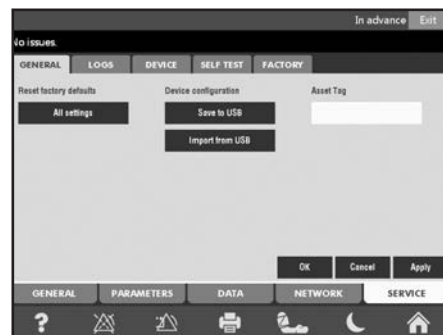 In advance Exit
No issues.
GENERAL LOGS DEVICE SELF TEST FACTORY
Reset factory defaults Device configuration Asset Tag
All settings Save to USB
Import from USB
OK Cancel Apply
GENERAL PARAMETERS DATA NETWORK SERVICE
?